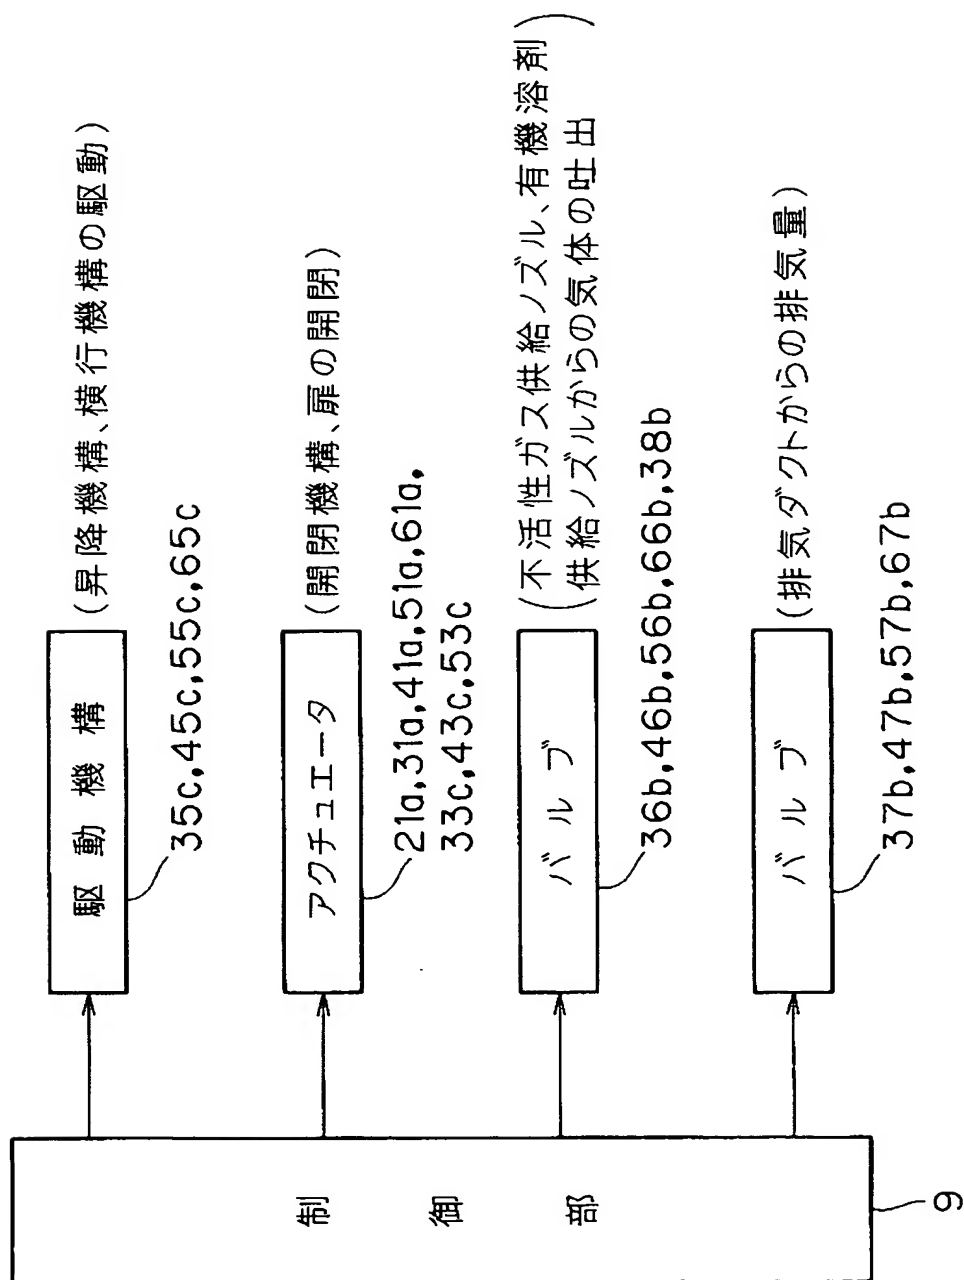 制御部
9
駆動機構
35c,45c,55c,65c
(昇降機構、横行機構の駆動)
アクチュエータ
21a,31a,41a,51a,61a,
33c,43c,53c
(開閉機構、扉の開閉)
バルブ
36b,46b,56b,66b,38b
(不活性ガス供給ノズル、有機溶剤
供給ノズルからの気体の吐出)
バルブ
37b,47b,57b,67b
(排気ダクトからの排気量)